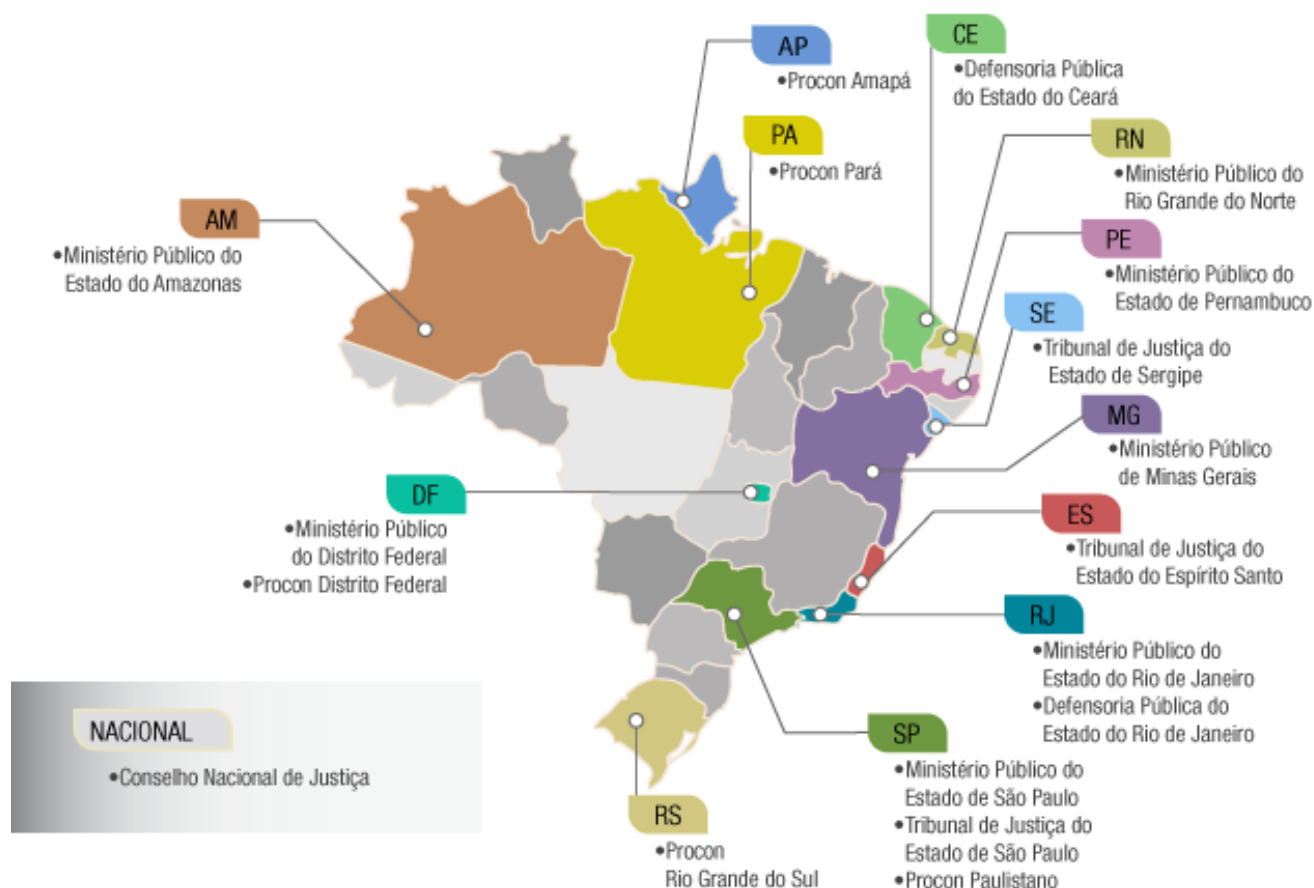 AP
•Procon Amapá
CE
•Defensoria Pública
do Estado do Ceará
PA
•Procon Pará
RN
•Ministério Público do
Rio Grande do Norte
AM
•Ministério Público do
Estado do Amazonas
PE
•Ministério Público do
Estado de Pernambuco
SE
•Tribunal de Justiça do
Estado de Sergipe
MG
•Ministério Público
de Minas Gerais
DF
•Ministério Público
do Distrito Federal
•Procon Distrito Federal
ES
•Tribunal de Justiça do
Estado do Espírito Santo
RJ
•Ministério Público do
Estado do Rio de Janeiro
•Defensoria Pública do
Estado do Rio de Janeiro
NACIONAL
•Conselho Nacional de Justiça
SP
•Ministério Público do
Estado de São Paulo
•Tribunal de Justiça do
Estado de São Paulo
•Procon Paulistano
RS
•Procon
Rio Grande do Sul